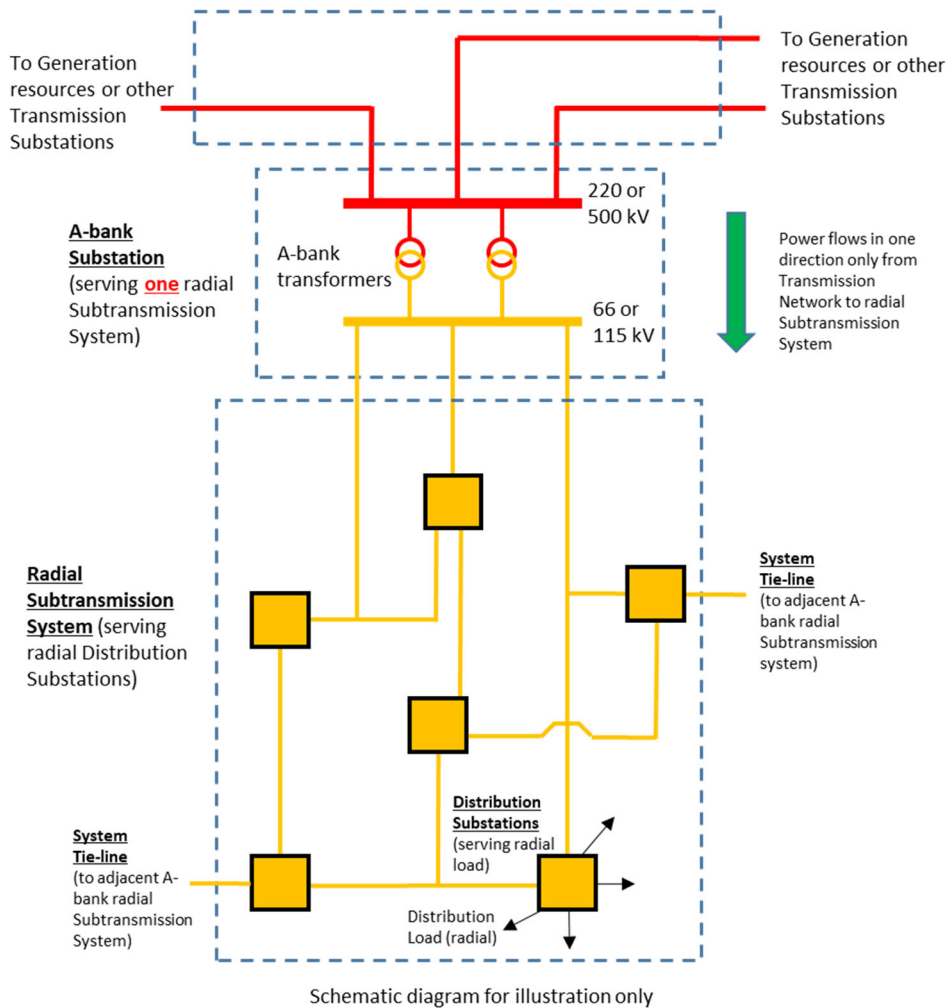 To Generation
resources or other
Transmission
Substations
To Generation
resources or other
Transmission
Substations
220 or
500 kV
A-bank
Substation
(serving one radial
Subtransmission
System)
A-bank
transformers
66 or
115 kV
Power flows in one
direction only from
Transmission
Network to radial
Subtransmission
System
Radial
Subtransmission
System (serving
radial Distribution
Substations)
System
Tie-line
(to adjacent A-
bank radial
Subtransmission
system)
Distribution
Substations
(serving radial
load)
System
Tie-line
(to adjacent A-
bank radial
Subtransmission
System)
Distribution
Load (radial)
Schematic diagram for illustration only